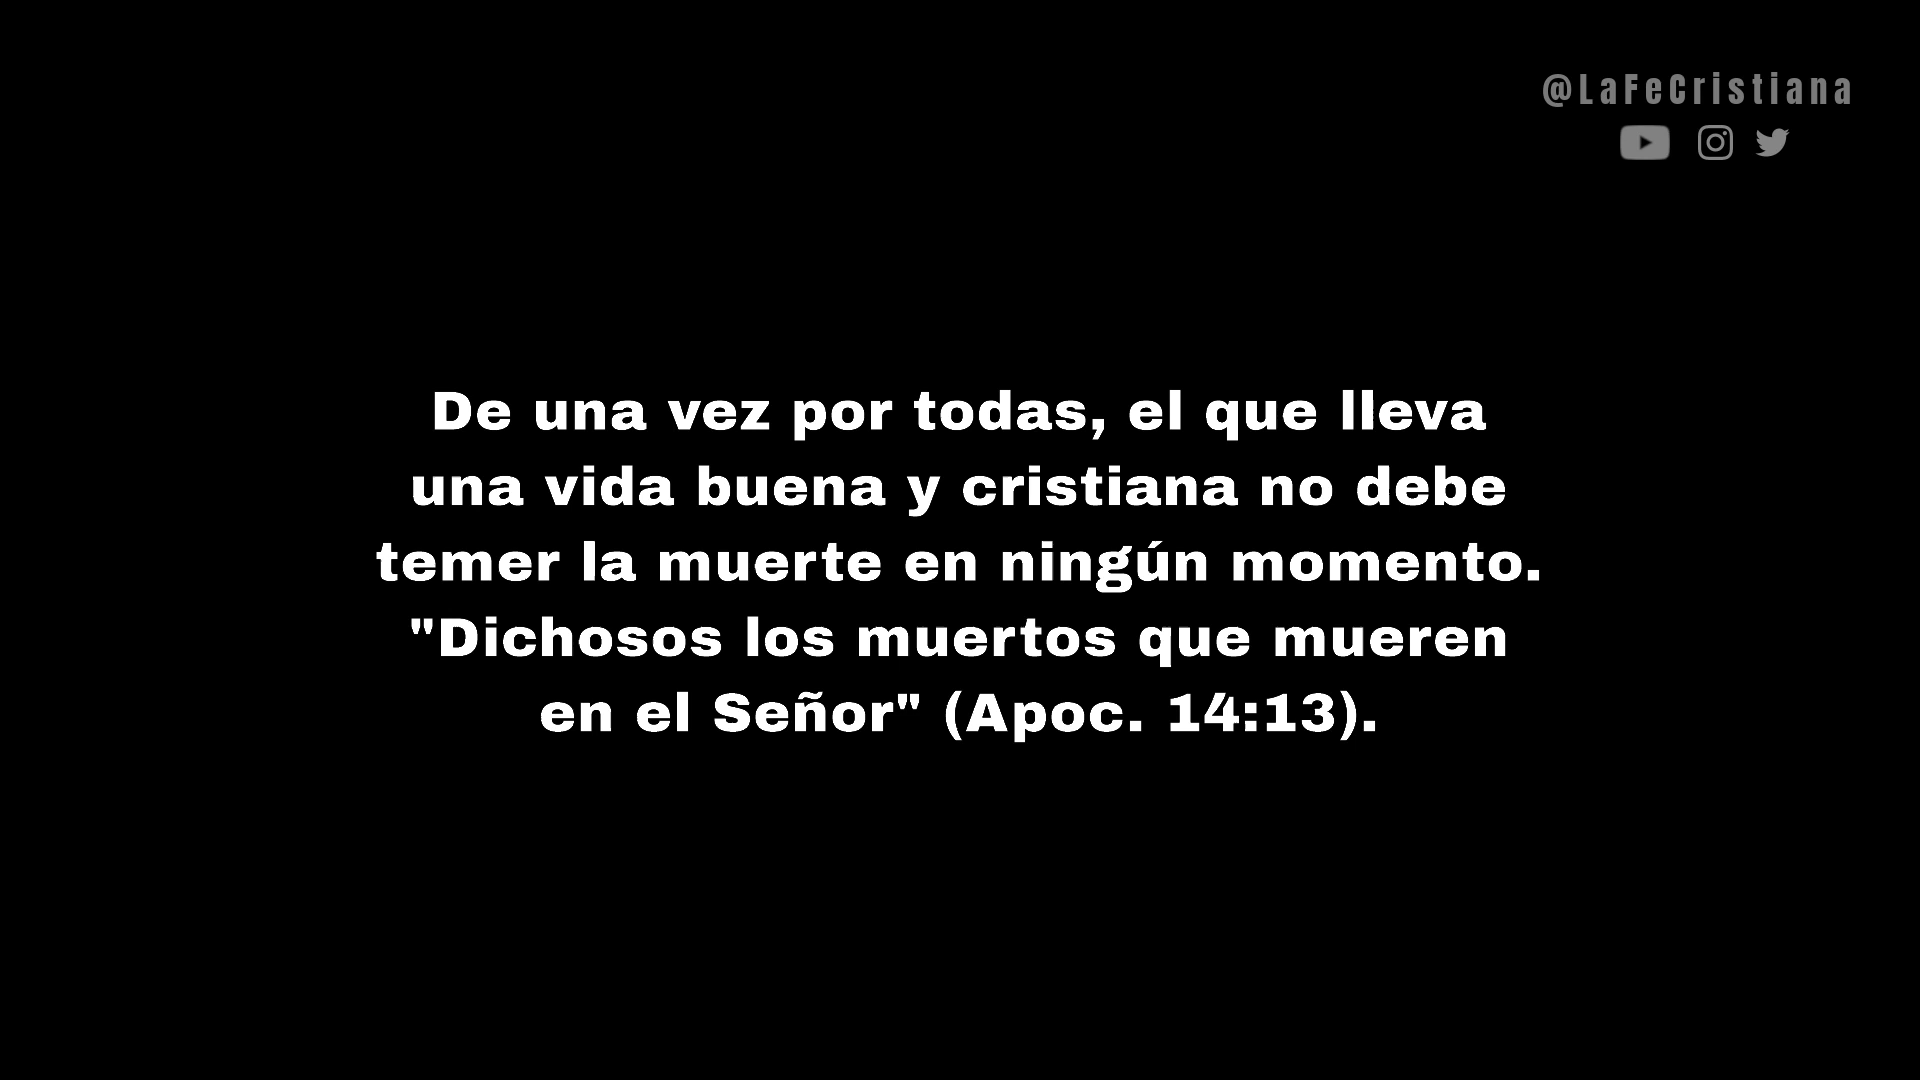 @LaFeCristiana
De una vez por todas, el que lleva
una vida buena y cristiana no debe
temer la muerte en ningún momento.
"Dichosos los muertos que mueren
en el Señor" (Apoc. 14:13).